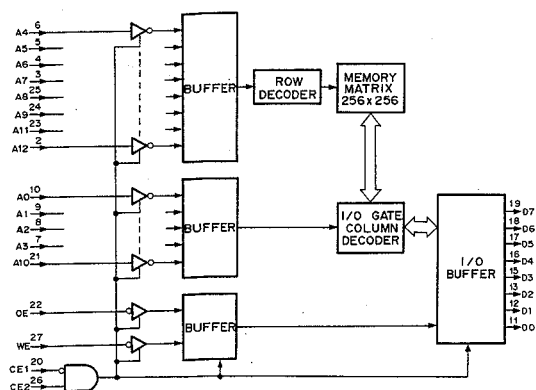 A4 6
A5 5
A6 4
A7 3
A8 25
A9 24
A11 23
A12 2
BUFFER
ROW
DECODER
MEMORY
MATRIX
256 x 256
A0 10
A1 9
A2 8
A3 7
A10 21
BUFFER
I/O GATE
COLUMN
DECODER
I/O
BUFFER
19 D7
18 D6
17 D5
16 D4
15 D3
13 D2
12 D1
11 D0
OE 22
WE 27
BUFFER
CE1 20
CE2 26